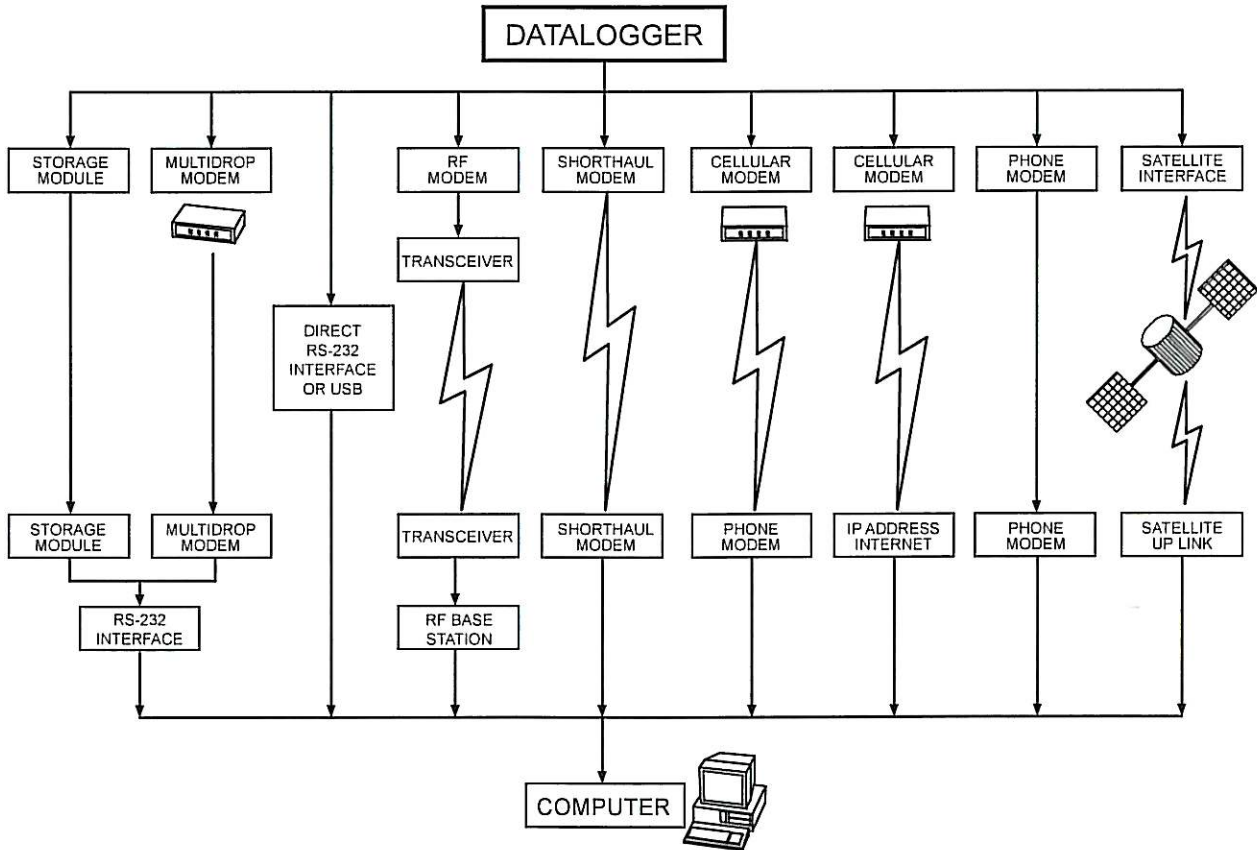 DATALOGGER
STORAGE
MODULE
MULTIDROP
MODEM
RF
MODEM
SHORTHAUL
MODEM
CELLULAR
MODEM
CELLULAR
MODEM
PHONE
MODEM
SATELLITE
INTERFACE
TRANSCEIVER
DIRECT
RS-232
INTERFACE
OR USB
STORAGE
MODULE
MULTIDROP
MODEM
TRANSCEIVER
SHORTHAUL
MODEM
PHONE
MODEM
IP ADDRESS
INTERNET
PHONE
MODEM
SATELLITE
UP LINK
RS-232
INTERFACE
RF BASE
STATION
COMPUTER